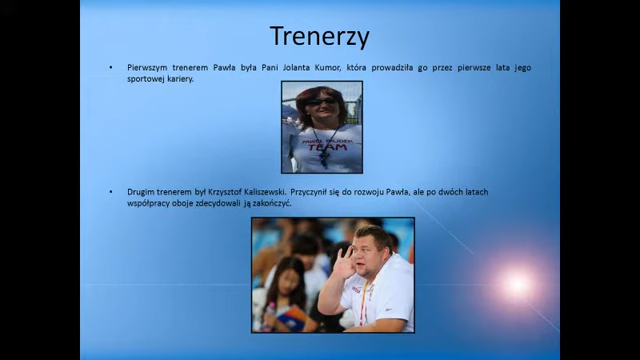 Trenerzy
• Pierwszym trenerem Pawła była Pani Jolanta Kumor, która prowadziła go przez pierwsze lata jego
sportowej kariery.
TEAM
• Drugim trenerem był Krzysztof Kaliszewski. Przyczynił się do rozwoju Pawła, ale po dwóch latach
współpracy oboje zdecydowali ją zakończyć.